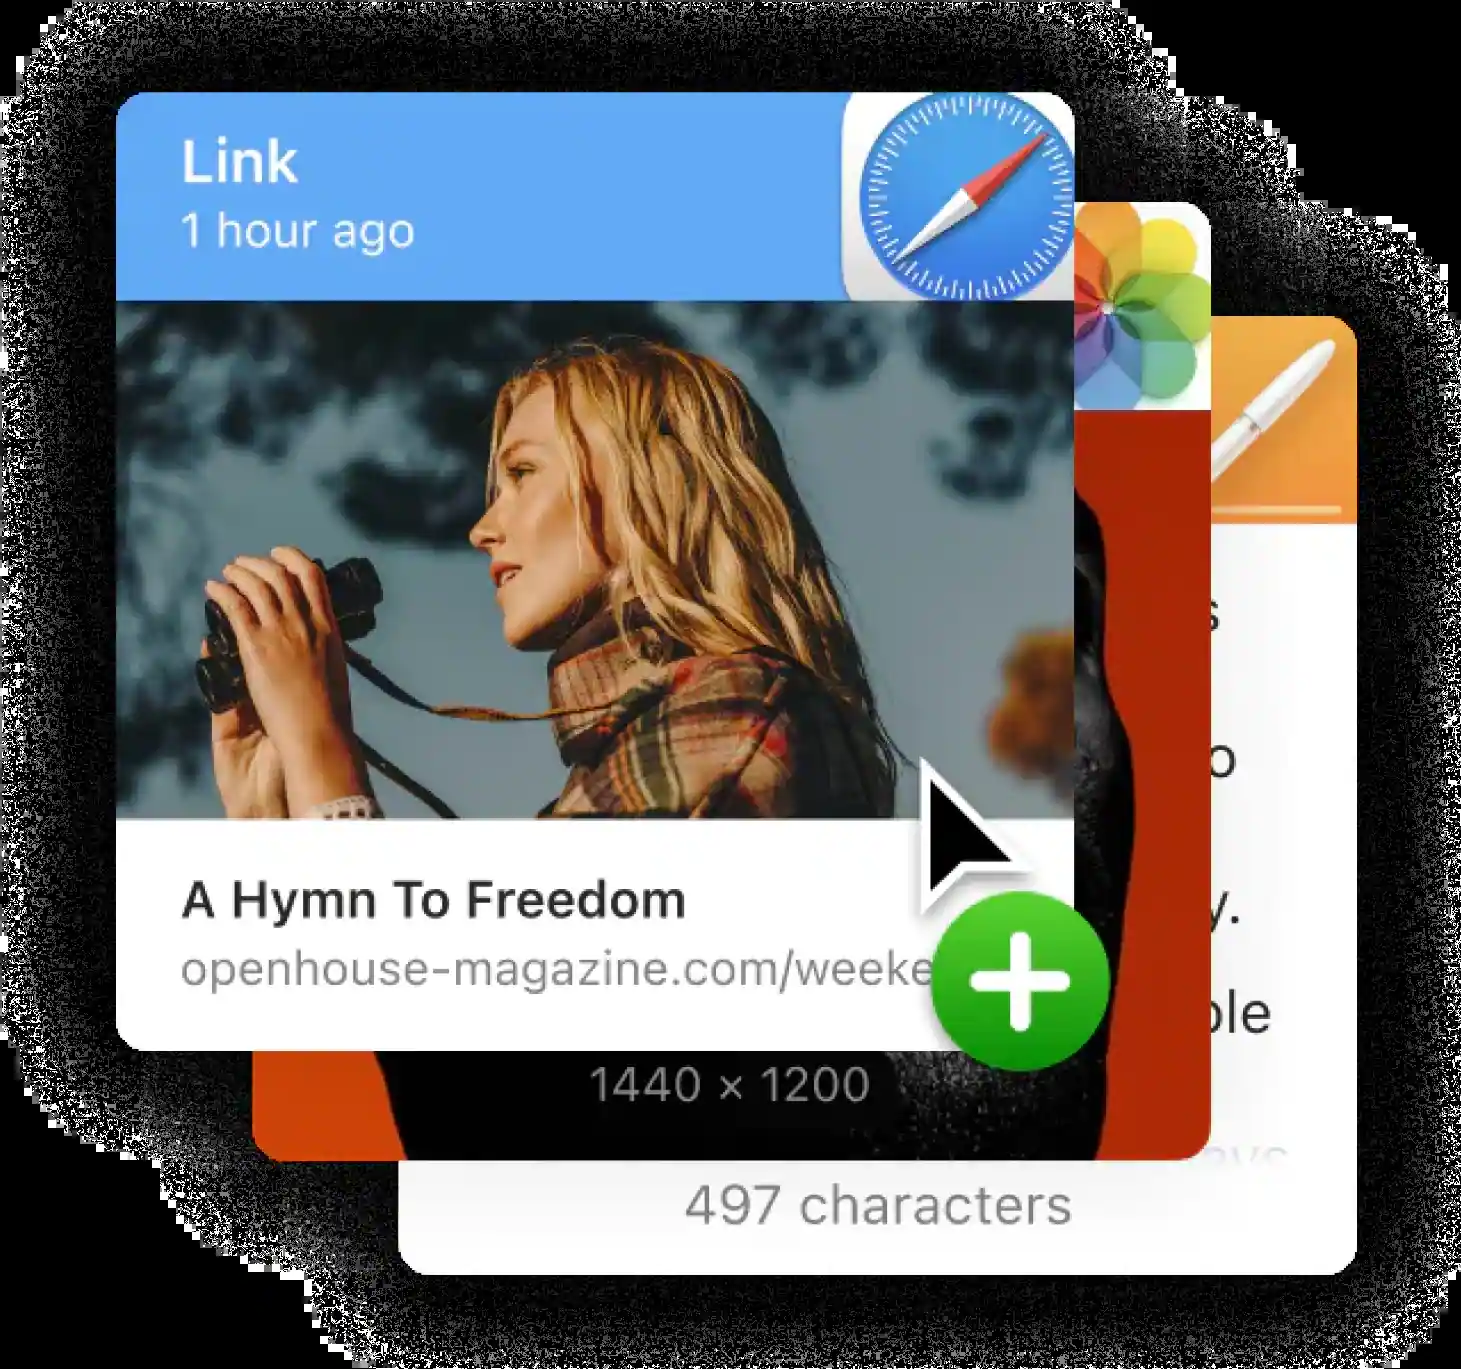 Link
1 hour ago
A Hymn To Freedom
openhouse-magazine.com/weeke
1440 × 1200
497 characters